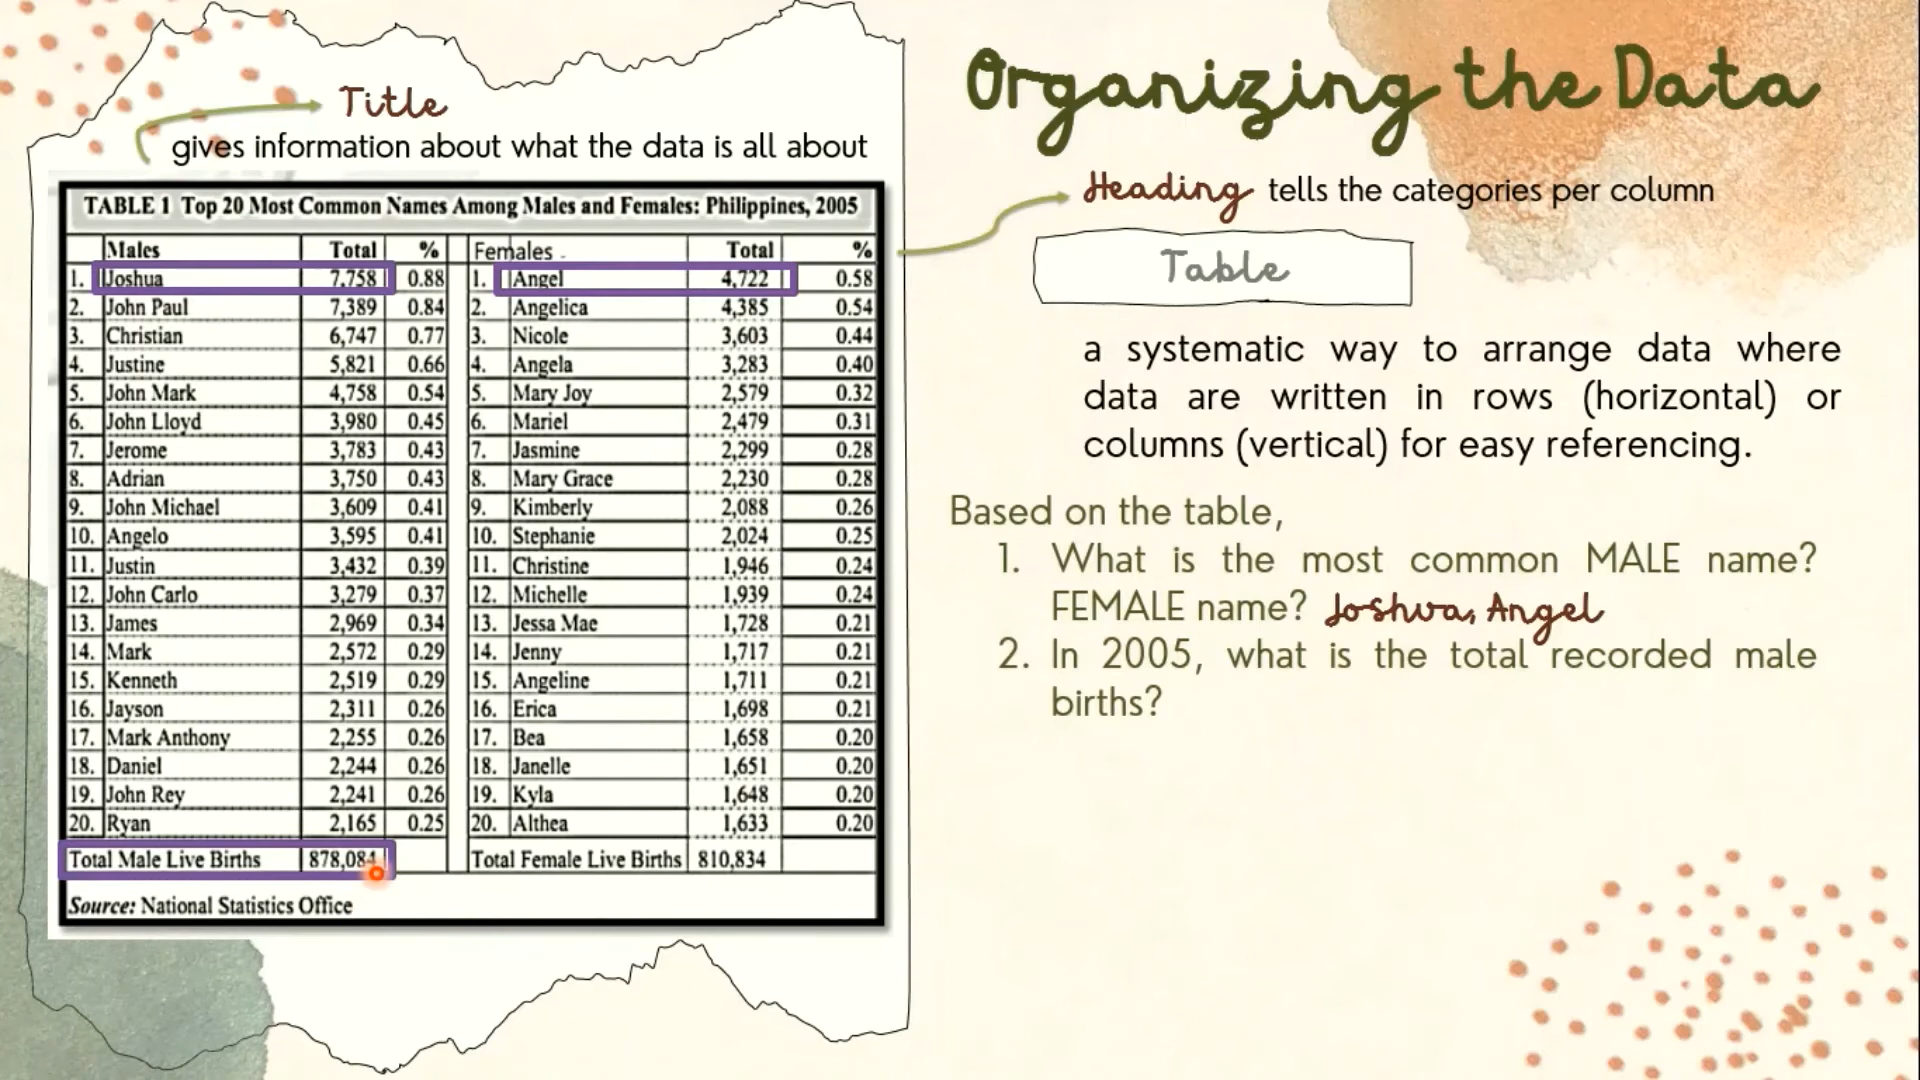 Title
gives information about what the data is all about
TABLE 1 Top 20 Most Common Names Among Males and Females: Philippines, 2005
Males Total % Females Total %
1. Joshua 7,758 0.88 1. Angel 4,722 0.58
2. John Paul 7,389 0.84 2. Angelica 4,385 0.54
3. Christian 6,747 0.77 3. Nicole 3,603 0.44
4. Justine 5,821 0.66 4. Angela 3,283 0.40
5. John Mark 4,758 0.54 5. Mary Joy 2,579 0.32
6. John Lloyd 3,980 0.45 6. Mariel 2,479 0.31
7. Jerome 3,783 0.43 7. Jasmine 2,299 0.28
8. Adrian 3,750 0.43 8. Mary Grace 2,230 0.28
9. John Michael 3,609 0.41 9. Kimberly 2,088 0.26
10. Angelo 3,595 0.41 10. Stephanie 2,024 0.25
11. Justin 3,432 0.39 11. Christine 1,946 0.24
12. John Carlo 3,279 0.37 12. Michelle 1,939 0.24
13. James 2,969 0.34 13. Jessa Mae 1,728 0.21
14. Mark 2,572 0.29 14. Jenny 1,717 0.21
15. Kenneth 2,519 0.29 15. Angeline 1,711 0.21
16. Jayson 2,311 0.26 16. Erica 1,698 0.21
17. Mark Anthony 2,255 0.26 17. Bea 1,658 0.20
18. Daniel 2,244 0.26 18. Janelle 1,651 0.20
19. John Rey 2,241 0.26 19. Kyla 1,648 0.20
20. Ryan 2,165 0.25 20. Althea 1,633 0.20
Total Male Live Births 878,084 Total Female Live Births 810,834
Source: National Statistics Office
Organizing the Data
Heading tells the categories per column
Table
a systematic way to arrange data where
data are written in rows (horizontal) or
columns (vertical) for easy referencing.
Based on the table,
1. What is the most common MALE name?
FEMALE name? Joshua, Angel
2. In 2005, what is the total recorded male
births?